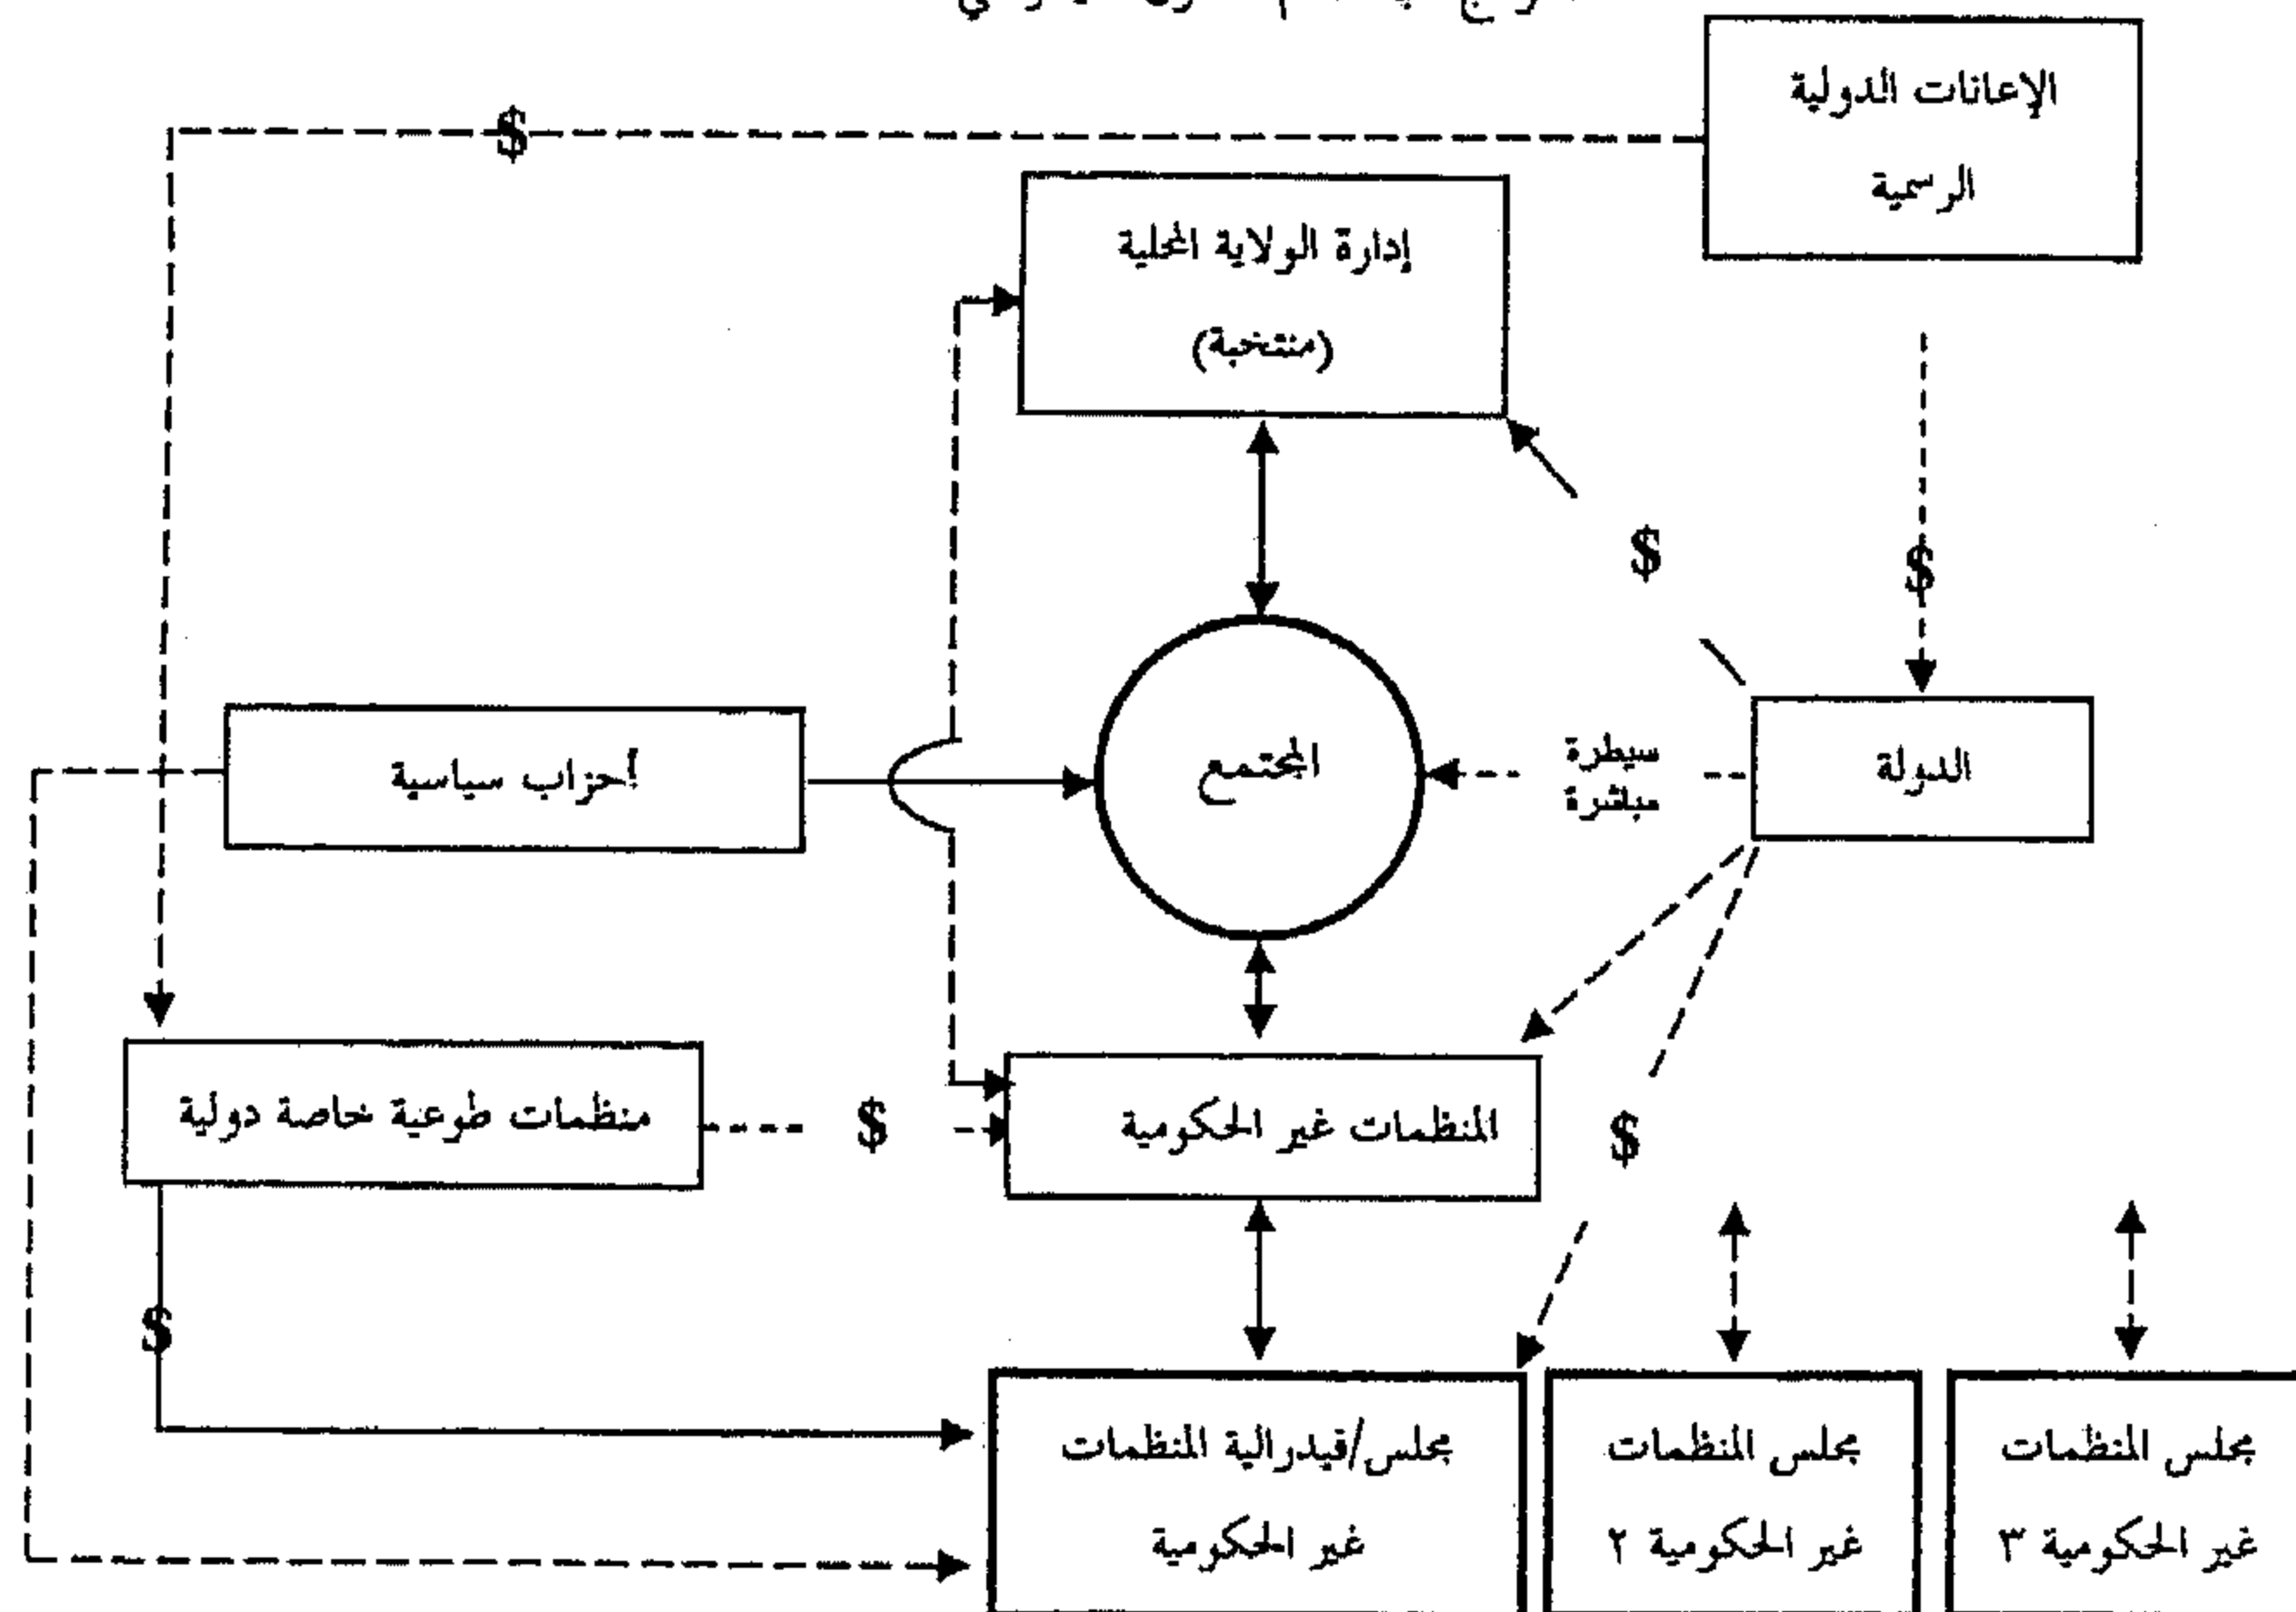 الإعانات الدولية
الرسمية
$
إدارة الولاية المحلية
(منتخبة)
$
$
أحزاب سياسية
المجتمع
سيطرة
مباشرة
الدولة
منظمات طوعية خاصة دولية
$
المنظمات غير الحكومية
$
$
مجلس/فيدرالية المنظمات
غير الحكومية
مجلس المنظمات
غير الحكومية ٢
مجلس المنظمات
غير الحكومية ٣